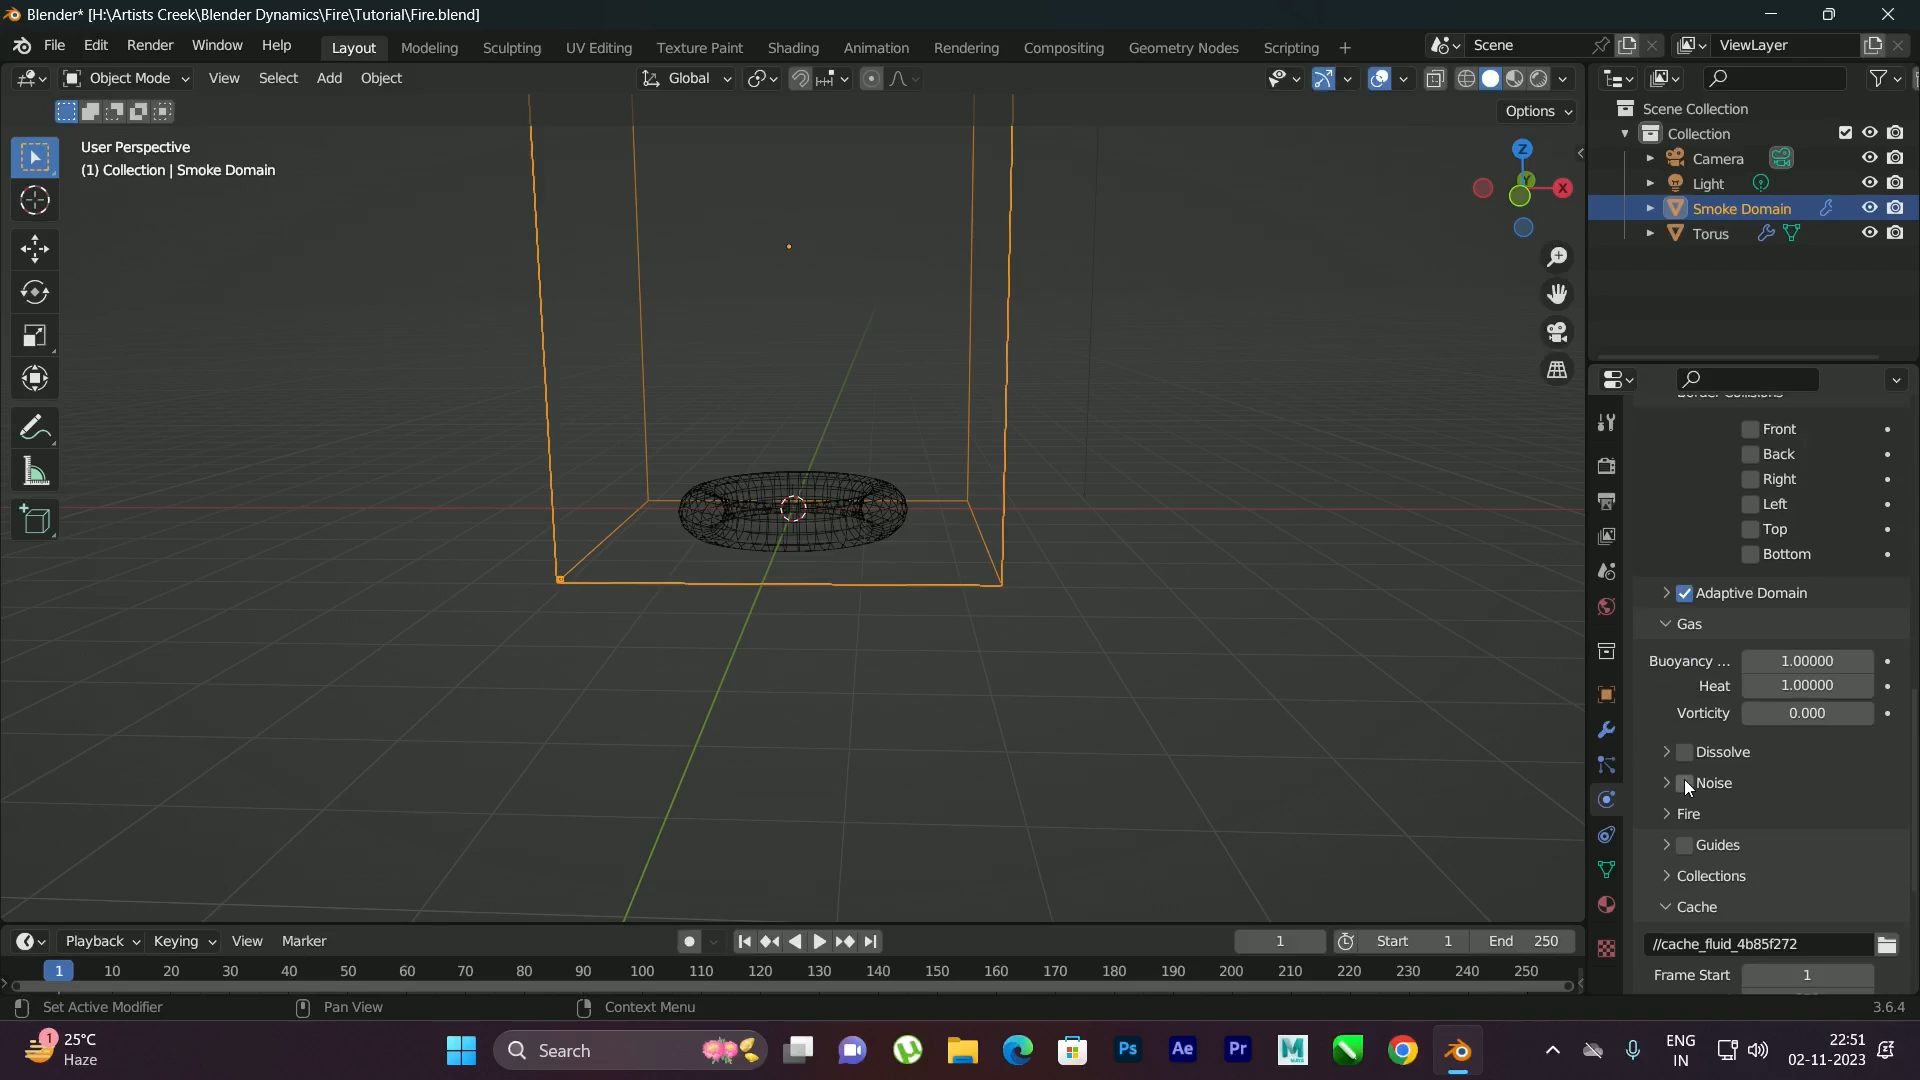 Blender* [H:\Artists Creek\Blender Dynamics\Fire\Tutorial\Fire.blend]
File Edit Render Window Help Layout Modeling Sculpting UV Editing Texture Paint Shading Animation Rendering Compositing Geometry Nodes Scripting + Scene ViewLayer
Object Mode View Select Add Object Global
Options
User Perspective
(1) Collection | Smoke Domain
Z
Y
X
Scene Collection
Collection
Camera
Light
Smoke Domain
Torus
Front
Back
Right
Left
Top
Bottom
Adaptive Domain
Gas
Buoyancy ... 1.00000
Heat 1.00000
Vorticity 0.000
Dissolve
Noise
Fire
Guides
Collections
Cache
//cache_fluid_4b85f272
Frame Start 1
Playback Keying View Marker 1 Start 1 End 250
1 10 20 30 40 50 60 70 80 90 100 110 120 130 140 150 160 170 180 190 200 210 220 230 240 250
Set Active Modifier Pan View Context Menu 3.6.4
1 25°C
Haze
Search
Ps Ae Pr M
ENG
IN
22:51
02-11-2023